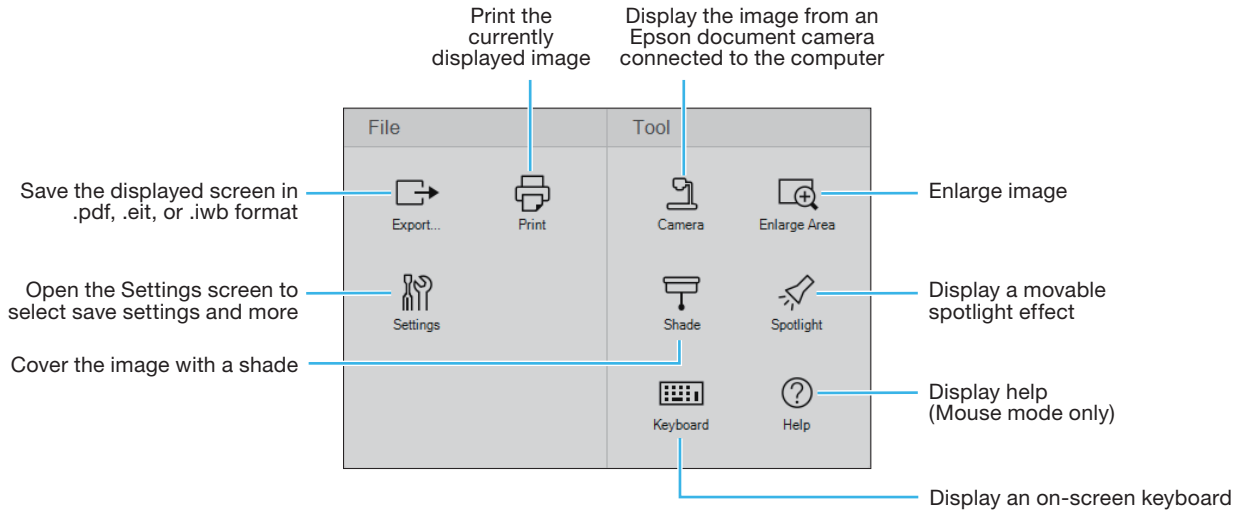 Print the
currently
displayed image
Display the image from an
Epson document camera
connected to the computer
File
Tool
Save the displayed screen in
.pdf, .eit, or .iwb format
Export...
Print
Camera
Enlarge Area
Enlarge image
Open the Settings screen to
select save settings and more
Settings
Shade
Spotlight
Display a movable
spotlight effect
Cover the image with a shade
Keyboard
Help
Display help
(Mouse mode only)
Display an on-screen keyboard